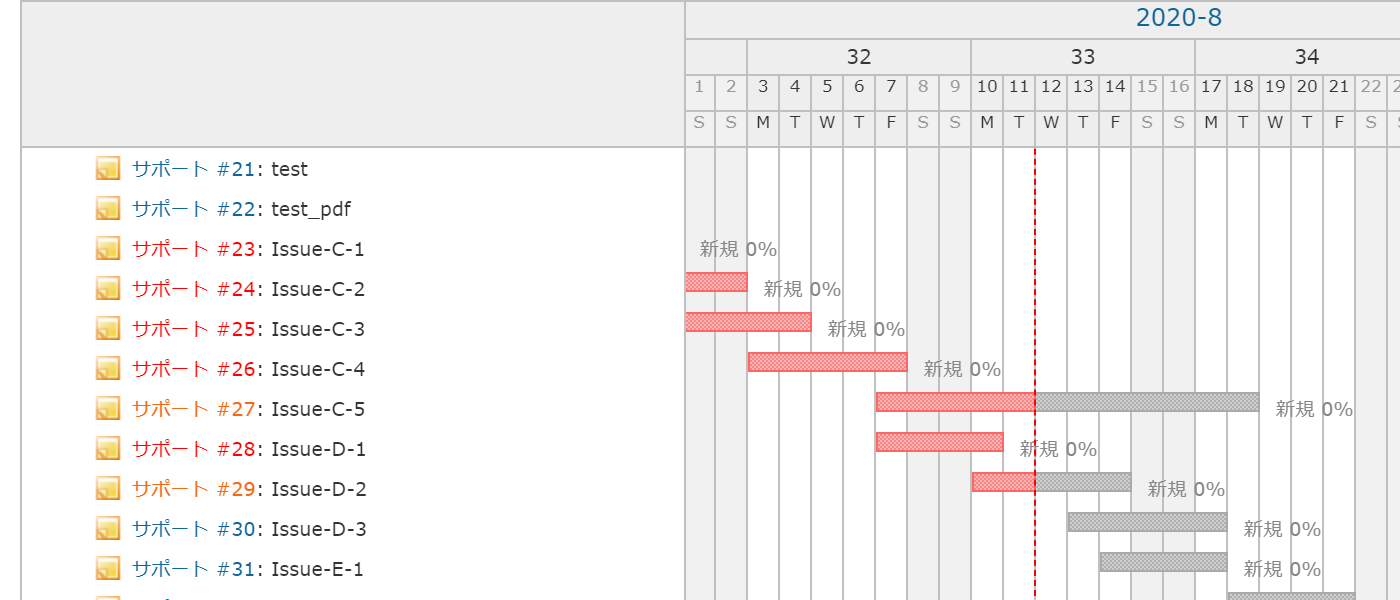 2020-8
32 33 34
1 2 3 4 5 6 7 8 9 10 11 12 13 14 15 16 17 18 19 20 21 22
S S M T W T F S S M T W T F S S M T W T F S
サポート #21: test
サポート #22: test_pdf
サポート #23: Issue-C-1 新規 0%
サポート #24: Issue-C-2 新規 0%
サポート #25: Issue-C-3 新規 0%
サポート #26: Issue-C-4 新規 0%
サポート #27: Issue-C-5 新規 0%
サポート #28: Issue-D-1 新規 0%
サポート #29: Issue-D-2 新規 0%
サポート #30: Issue-D-3 新規 0%
サポート #31: Issue-E-1 新規 0%